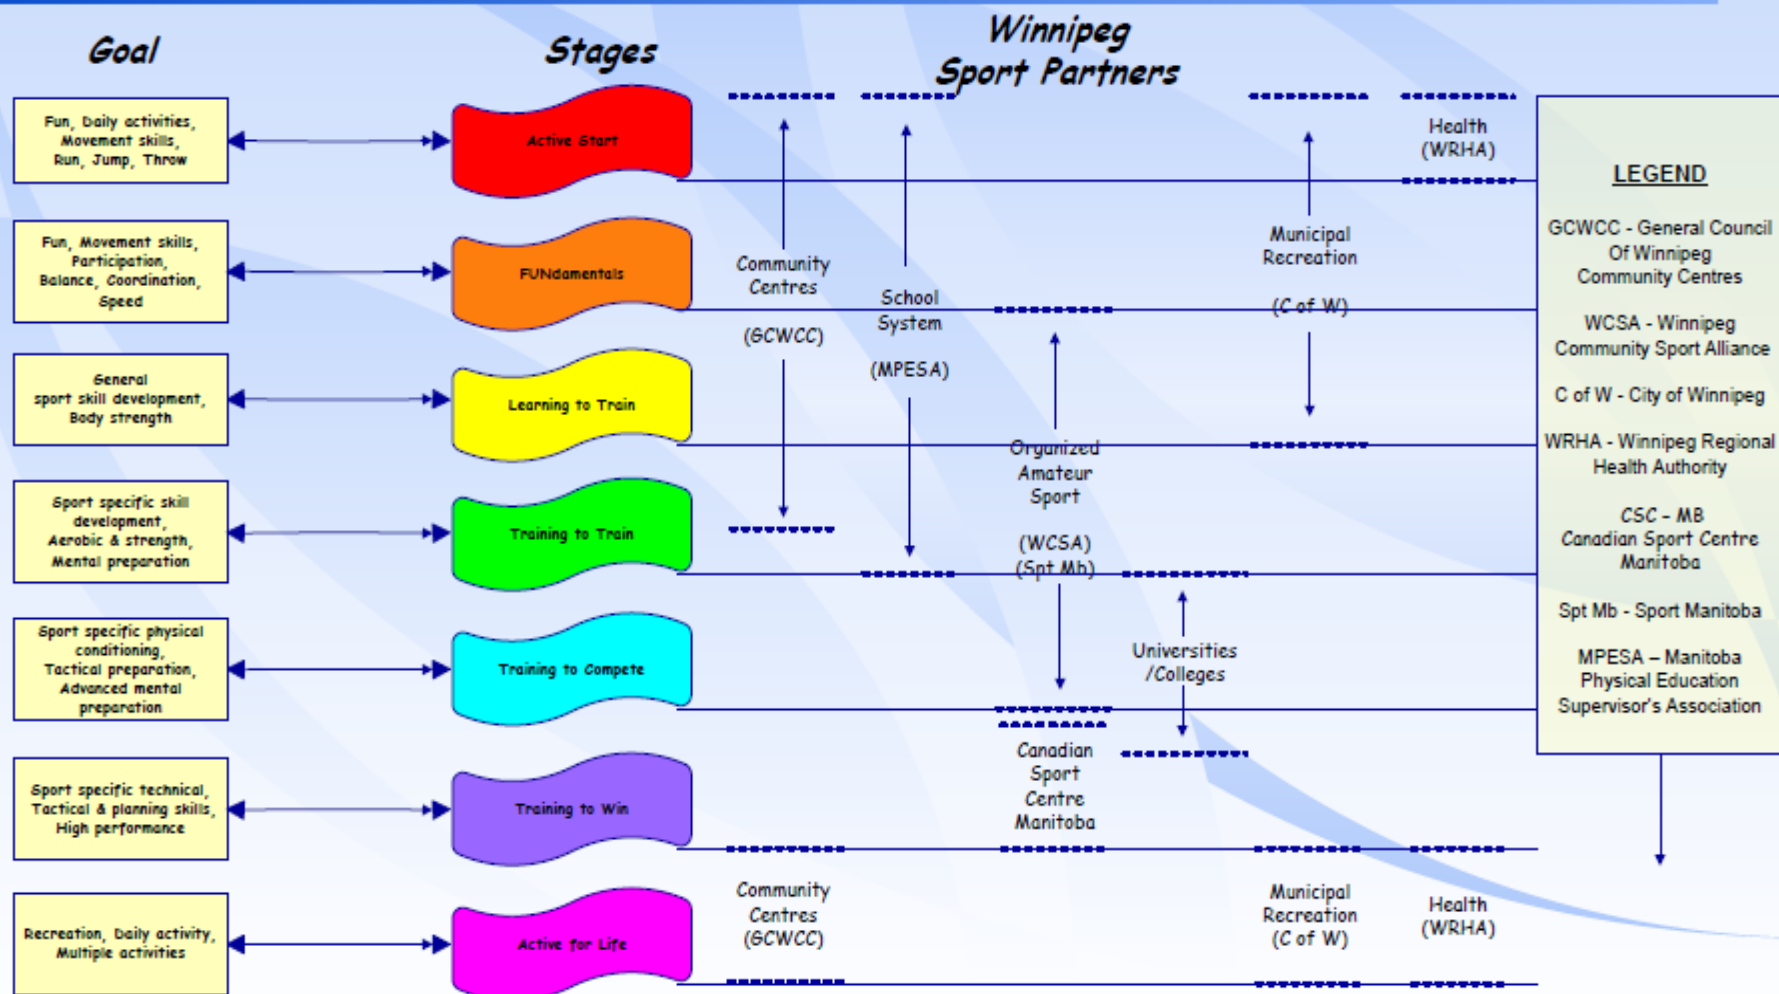 Goal
Stages
Winnipeg
Sport Partners
Fun, Daily activities,
Movement skills,
Run, Jump, Throw
Active Start
Fun, Movement skills,
Participation,
Balance, Coordination,
Speed
FUNdamentals
General
sport skill development,
Body strength
Learning to Train
Sport specific skill
development,
Aerobic & strength,
Mental preparation
Training to Train
Sport specific physical
conditioning,
Tactical preparation,
Advanced mental
preparation
Training to Compete
Sport specific technical,
Tactical & planning skills,
High performance
Training to Win
Recreation, Daily activity,
Multiple activities
Active for Life
Community
Centres
(GCWCC)
School
System
(MPESA)
Organized
Amateur
Sport
(WCSA)
(Spt Mb)
Universities
/Colleges
Municipal
Recreation
(C of W)
Health
(WRHA)
Canadian
Sport
Centre
Manitoba
Community
Centres
(GCWCC)
Municipal
Recreation
(C of W)
Health
(WRHA)
LEGEND
GCWCC - General Council
Of Winnipeg
Community Centres
WCSA - Winnipeg
Community Sport Alliance
C of W - City of Winnipeg
WRHA - Winnipeg Regional
Health Authority
CSC – MB
Canadian Sport Centre
Manitoba
Spt Mb - Sport Manitoba
MPESA – Manitoba
Physical Education
Supervisor's Association